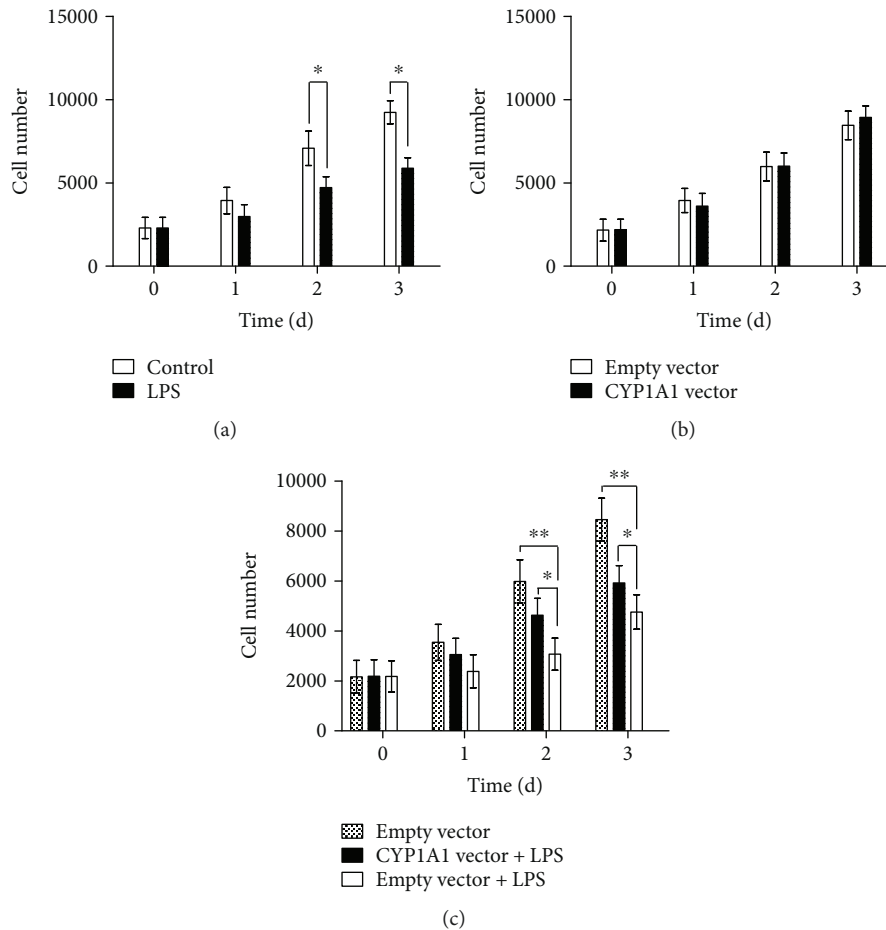 15000
10000
5000
0
Cell number
*
*
0 1 2 3
Time (d)
Control
LPS
(a)
15000
10000
5000
0
Cell number
0 1 2 3
Time (d)
Empty vector
CYP1A1 vector
(b)
10000
8000
6000
4000
2000
0
Cell number
**
*
**
*
0 1 2 3
Time (d)
Empty vector
CYP1A1 vector + LPS
Empty vector + LPS
(c)